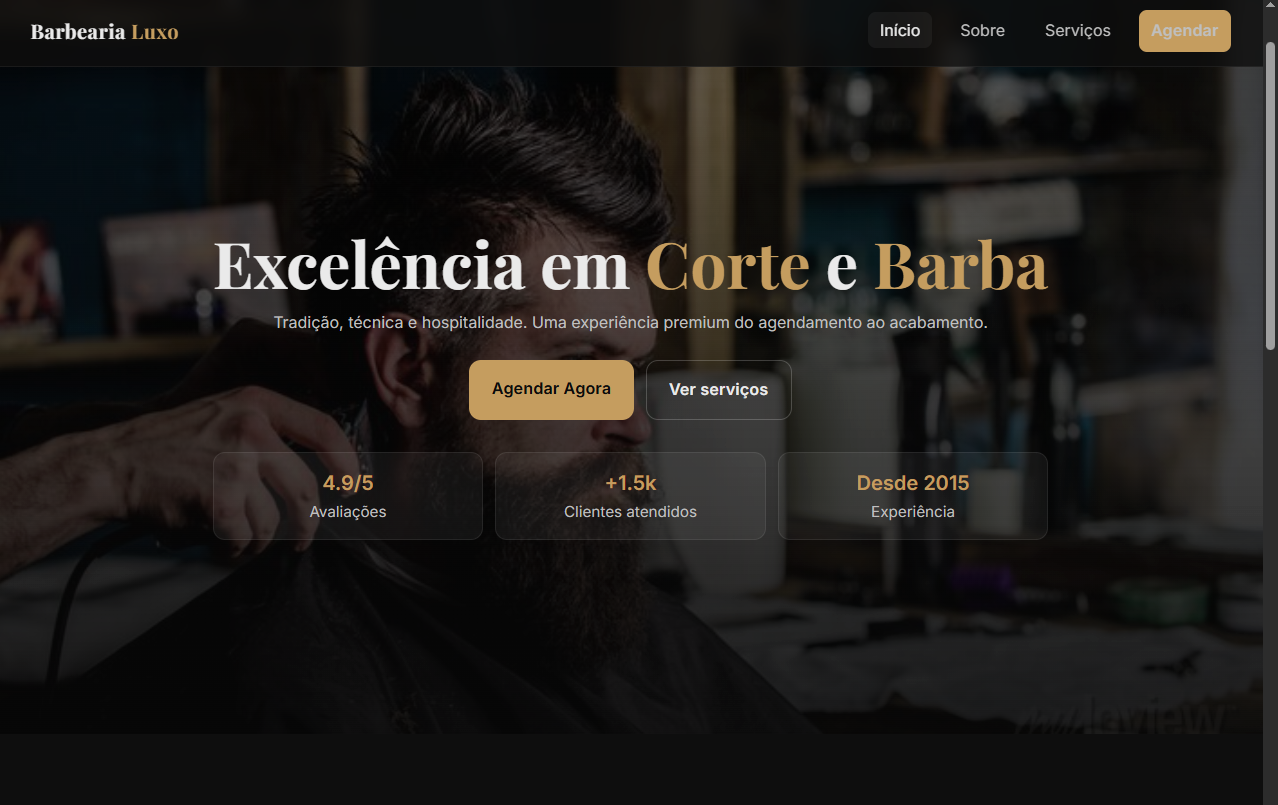 Barbearia Luxo
Início
Sobre
Serviços
Agendar
Excelência em Corte e Barba
Tradição, técnica e hospitalidade. Uma experiência premium do agendamento ao acabamento.
Agendar Agora
Ver serviços
4.9/5
Avaliações
+1.5k
Clientes atendidos
Desde 2015
Experiência